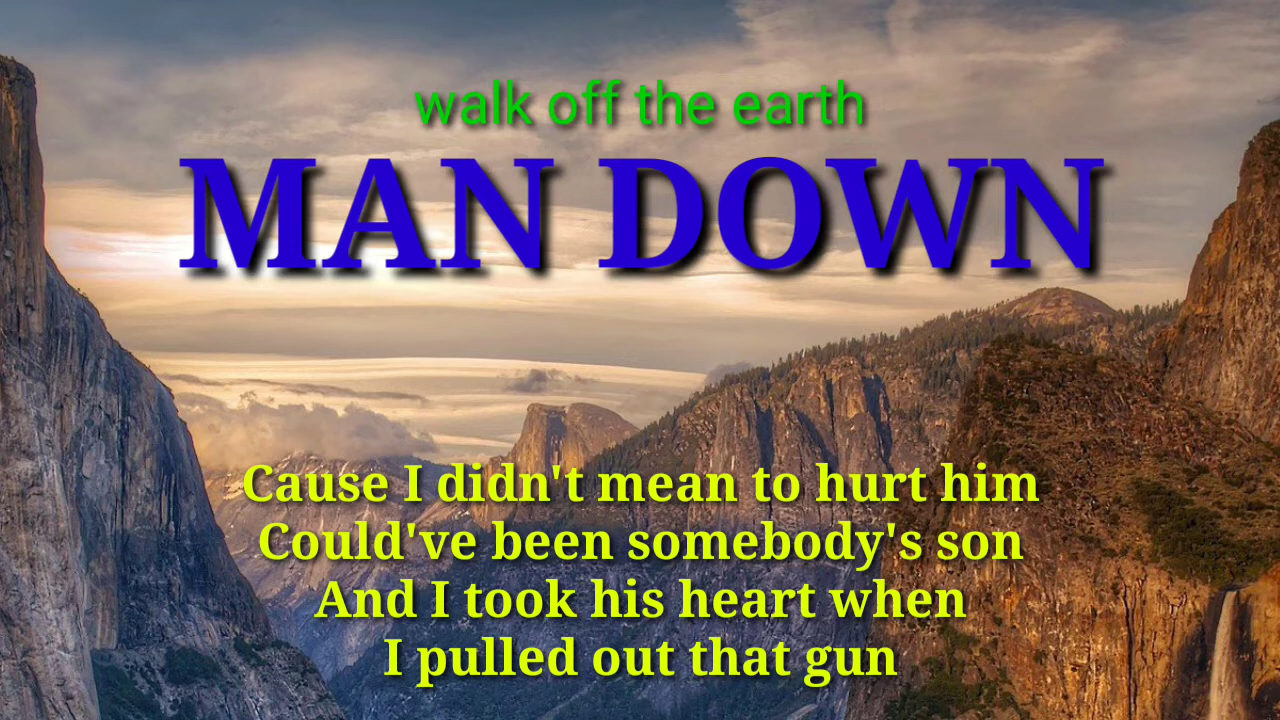 walk off the earth
MAN DOWN
Cause I didn't mean to hurt him
Could've been somebody's son
And I took his heart when
I pulled out that gun